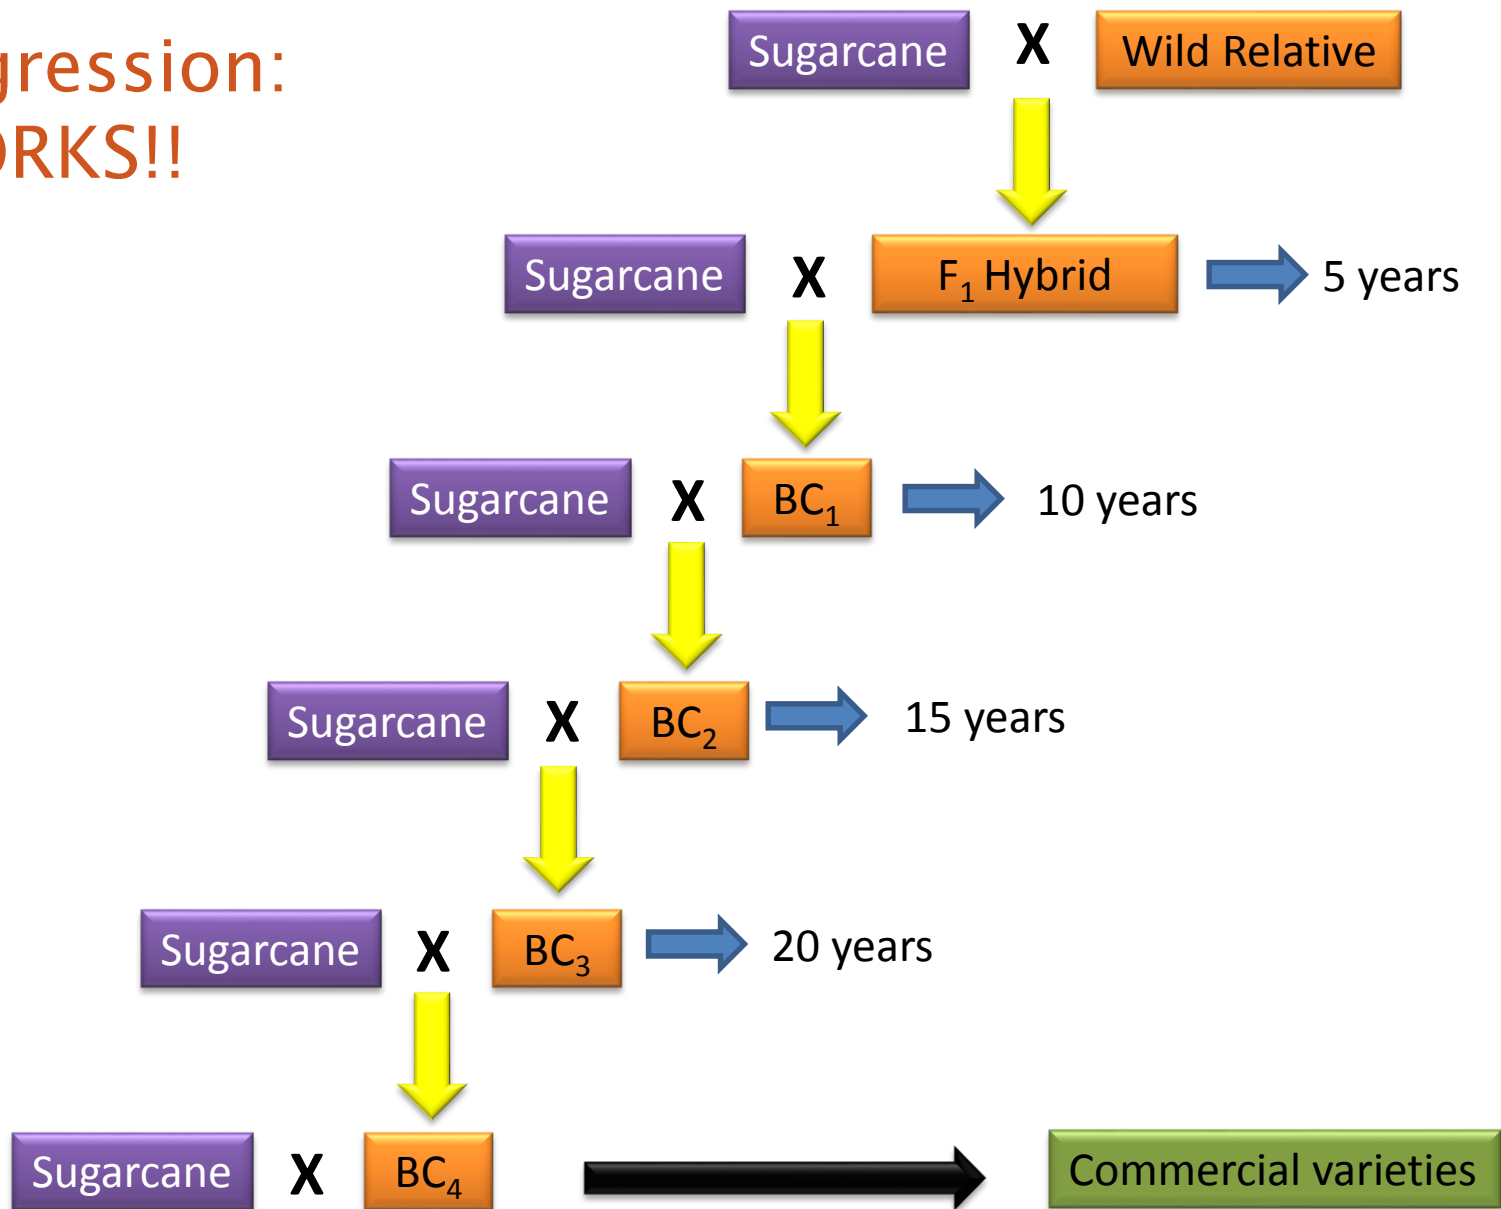 gression:
ORKS!!
Sugarcane X Wild Relative
Sugarcane X F₁ Hybrid 5 years
Sugarcane X BC₁ 10 years
Sugarcane X BC₂ 15 years
Sugarcane X BC₃ 20 years
Sugarcane X BC₄ Commercial varieties